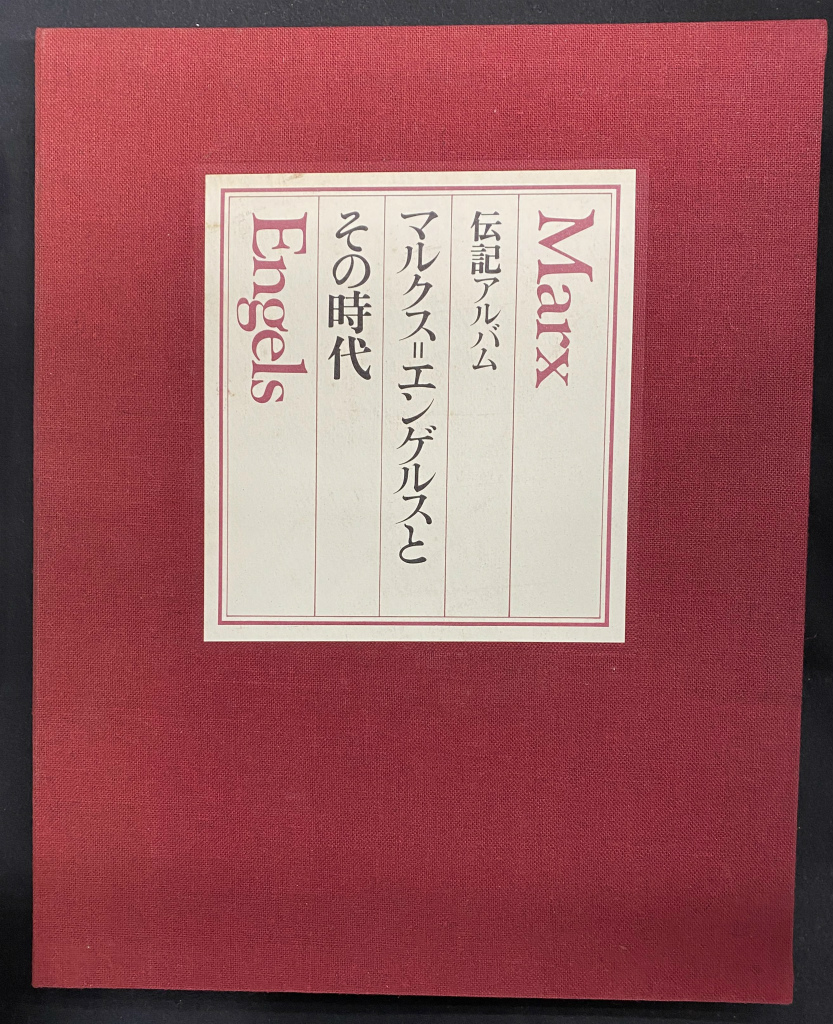 Marx
伝記アルバム
マルクス=エンゲルスと
その時代
Engels